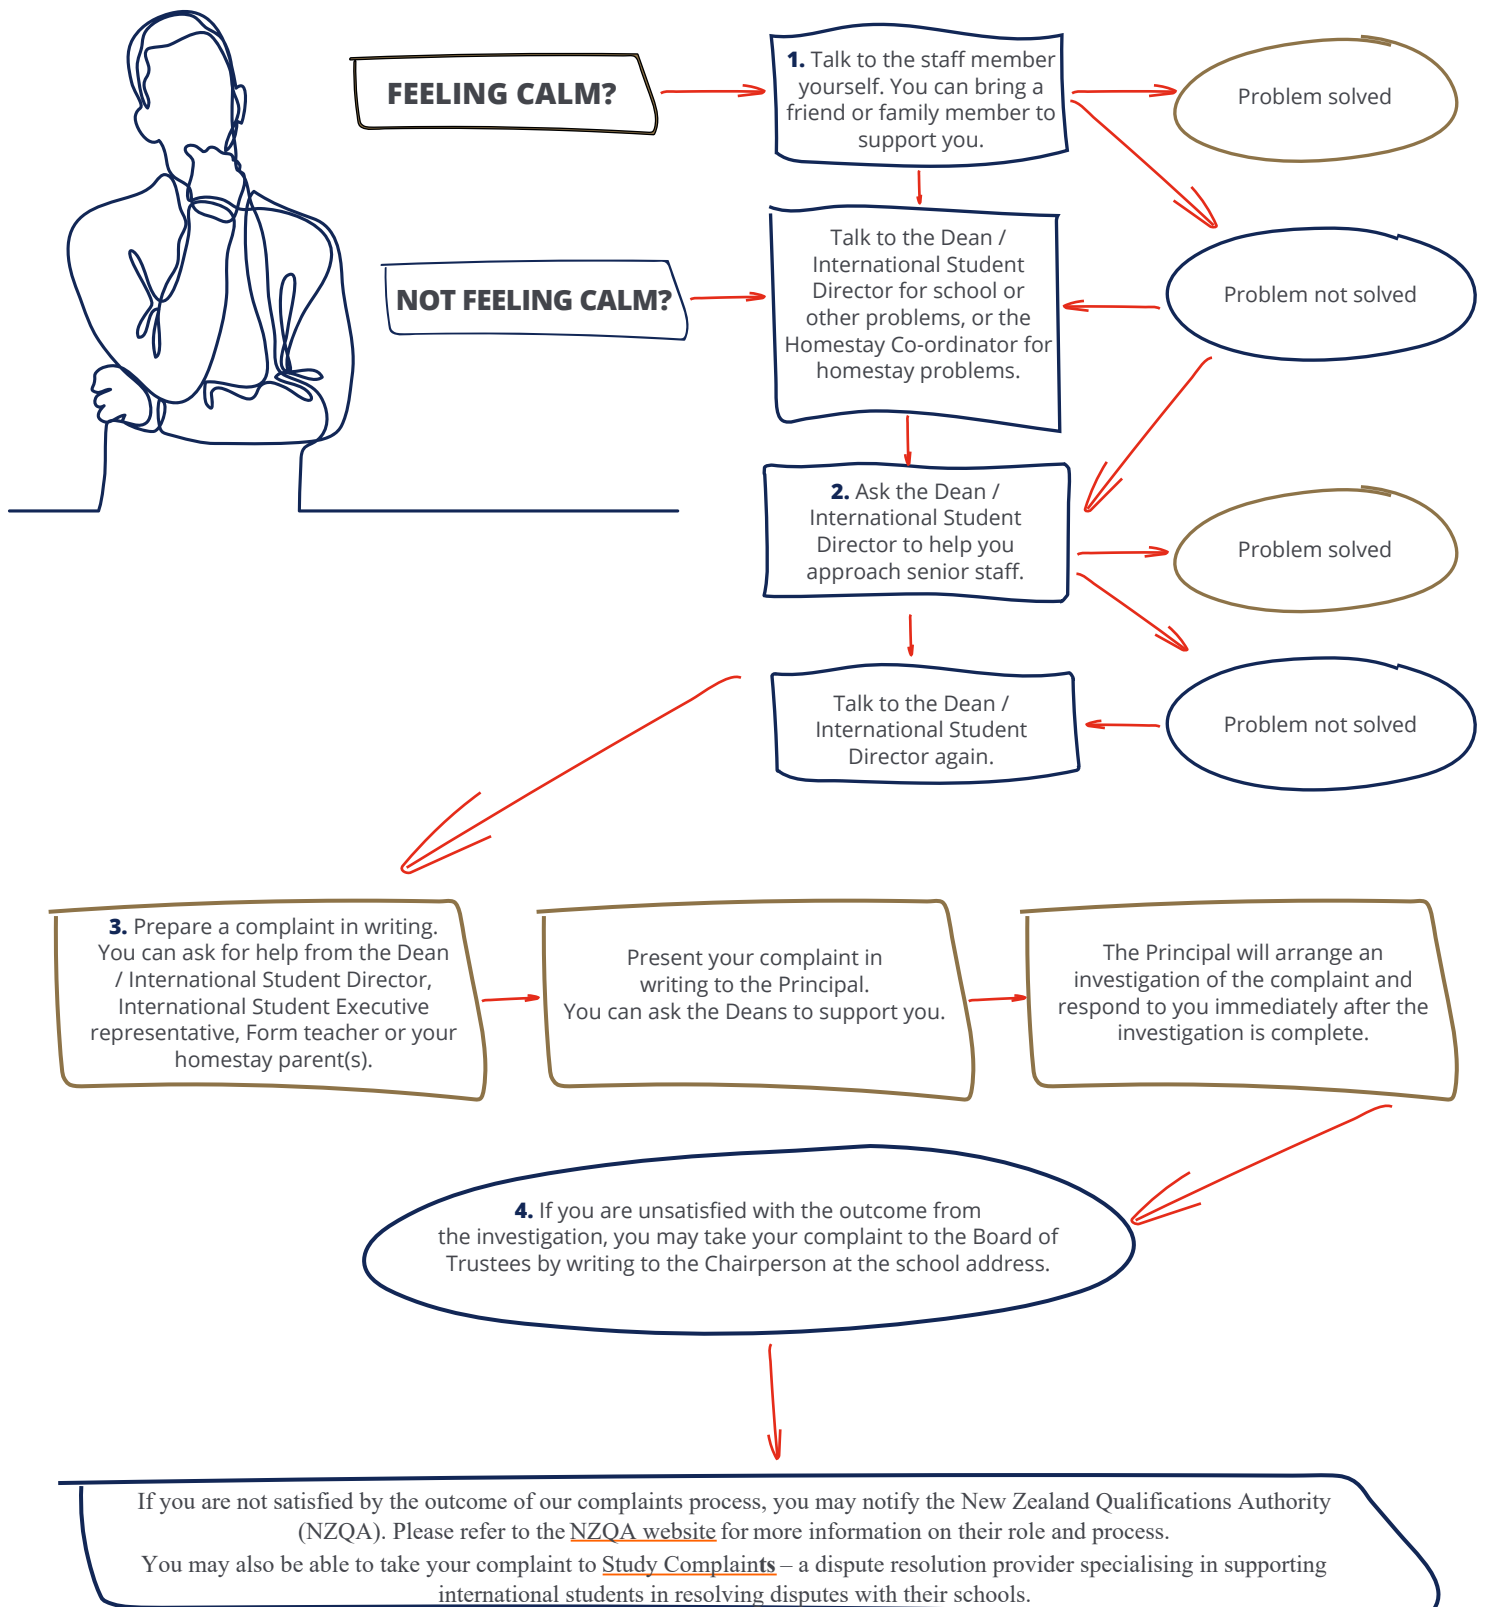 FEELING CALM?
1. Talk to the staff member
yourself. You can bring a
friend or family member to
support you.
Problem solved
NOT FEELING CALM?
Talk to the Dean /
International Student
Director for school or
other problems, or the
Homestay Co-ordinator for
homestay problems.
Problem not solved
2. Ask the Dean /
International Student
Director to help you
approach senior staff.
Problem solved
Talk to the Dean /
International Student
Director again.
Problem not solved
3. Prepare a complaint in writing.
You can ask for help from the Dean
/ International Student Director,
International Student Executive
representative, Form teacher or your
homestay parent(s).
Present your complaint in
writing to the Principal.
You can ask the Deans to support you.
The Principal will arrange an
investigation of the complaint and
respond to you immediately after the
investigation is complete.
4. If you are unsatisfied with the outcome from
the investigation, you may take your complaint to the Board of
Trustees by writing to the Chairperson at the school address.
If you are not satisfied by the outcome of our complaints process, you may notify the New Zealand Qualifications Authority
(NZQA). Please refer to the NZQA website for more information on their role and process.
You may also be able to take your complaint to Study Complaints – a dispute resolution provider specialising in supporting
international students in resolving disputes with their schools.